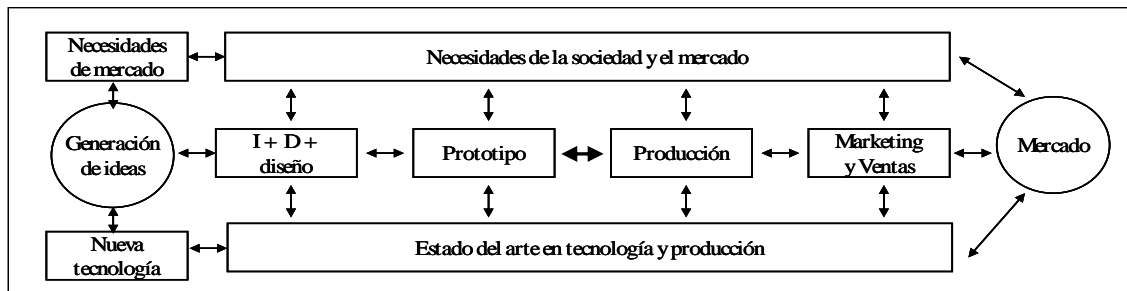 Necesidades
de mercado
Necesidades de la sociedad y el mercado
Generación
de ideas
I + D +
diseño
Prototipo
Producción
Marketing
y Ventas
Mercado
Nueva
tecnología
Estado del arte en tecnología y producción